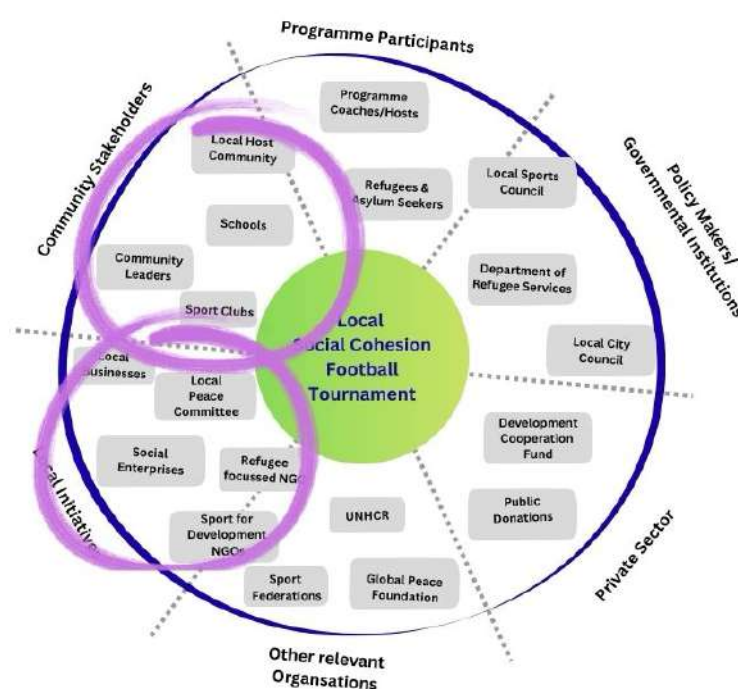 Programme Participants
Community Stakeholders
Policy Makers/
Governmental Institutions
Programme
Coaches/Hosts
Local Host
Community
Refugees &
Asylum Seekers
Local Sports
Council
Schools
Community
Leaders
Department of
Refugee Services
Sport Clubs
Local
Social Cohesion
Football
Tournament
Local City
Council
Local
Businesses
Local
Peace
Committee
Development
Cooperation
Fund
Social
Enterprises
Refugee
focussed NG
Public
Donations
UNHCR
Sport for
Development
NGOs
Local Initiative
Sport
Federations
Global Peace
Foundation
Private Sector
Other relevant
Organsations